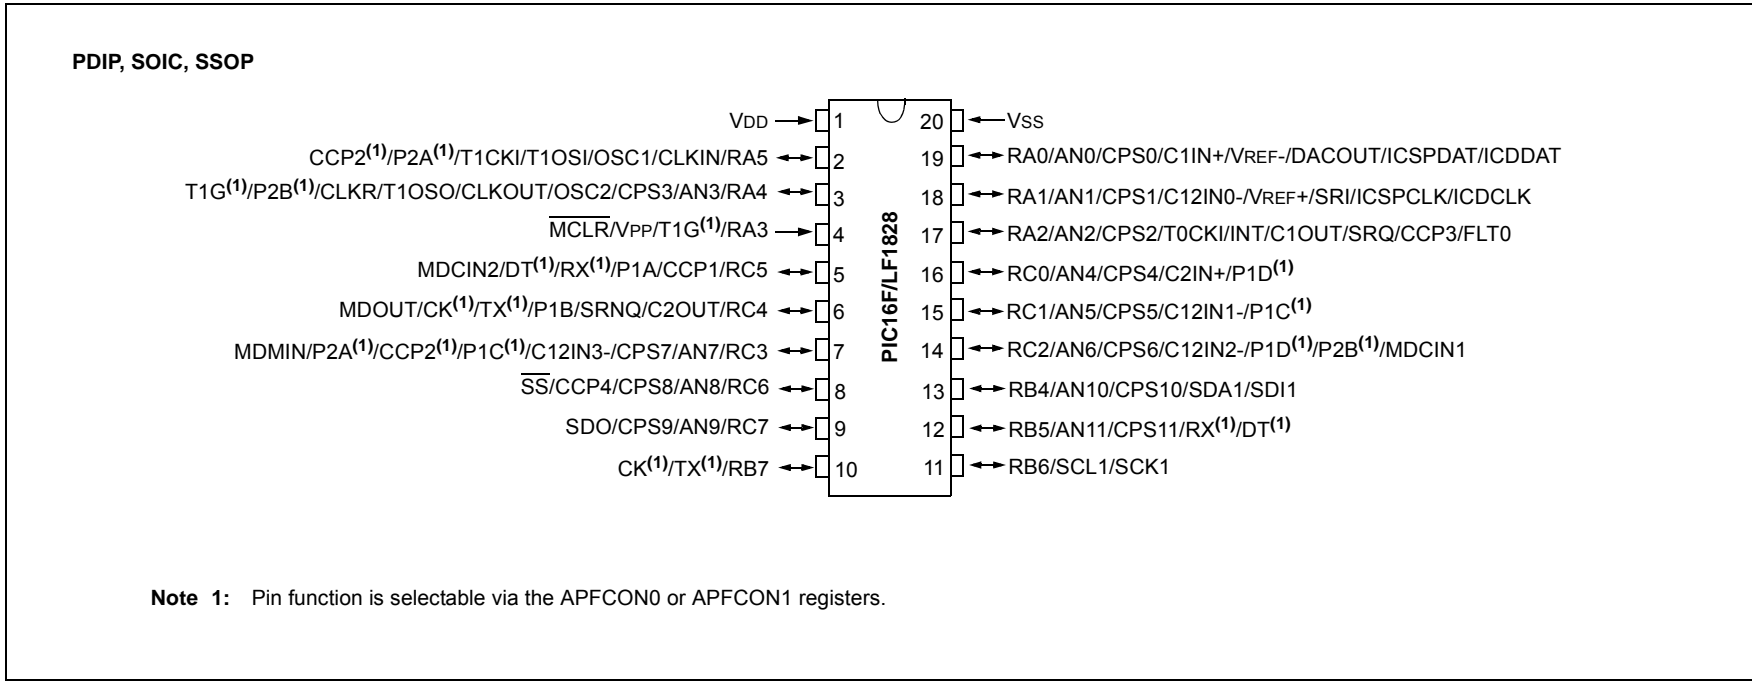 PDIP, SOIC, SSOP
VDD 1 20 VSS
CCP2(1)/P2A(1)/T1CKI/T1OSI/OSC1/CLKIN/RA5 2 19 RA0/AN0/CPS0/C1IN+/VREF-/DACOUT/ICSPDAT/ICDDAT
T1G(1)/P2B(1)/CLKR/T1OSO/CLKOUT/OSC2/CPS3/AN3/RA4 3 18 RA1/AN1/CPS1/C12IN0-/VREF+/SRI/ICSPCLK/ICDCLK
MCLR/VPP/T1G(1)/RA3 4 17 RA2/AN2/CPS2/T0CKI/INT/C1OUT/SRQ/CCP3/FLT0
MDCIN2/DT(1)/RX(1)/P1A/CCP1/RC5 5 16 RC0/AN4/CPS4/C2IN+/P1D(1)
MDOUT/CK(1)/TX(1)/P1B/SRNQ/C2OUT/RC4 6 15 RC1/AN5/CPS5/C12IN1-/P1C(1)
MDMIN/P2A(1)/CCP2(1)/P1C(1)/C12IN3-/CPS7/AN7/RC3 7 14 RC2/AN6/CPS6/C12IN2-/P1D(1)/P2B(1)/MDCIN1
SS/CCP4/CPS8/AN8/RC6 8 13 RB4/AN10/CPS10/SDA1/SDI1
SDO/CPS9/AN9/RC7 9 12 RB5/AN11/CPS11/RX(1)/DT(1)
CK(1)/TX(1)/RB7 10 11 RB6/SCL1/SCK1
PIC16F/LF1828
Note 1: Pin function is selectable via the APFCON0 or APFCON1 registers.